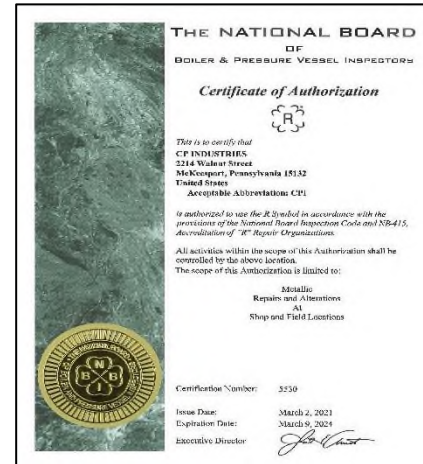 THE NATIONAL BOARD
OF
BOILER & PRESSURE VESSEL INSPECTORS
Certificate of Authorization
R
This is to certify that
CP INDUSTRIES
2214 Walnut Street
McKeesport, Pennsylvania 15132
United States
Acceptable Abbreviation: CPI
is authorized to use the R Symbol in accordance with the
provisions of the National Board Inspection Code and NB-415,
Accreditation of "R" Repair Organizations.
All activities within the scope of this Authorization shall be
controlled by the above location.
The scope of this Authorization is limited to:
Metallic
Repairs and Alterations
At
Shop and Field Locations
Certification Number:
Issue Date: March 2, 2021
Expiration Date: March 9, 2024
Executive Director
N
B B
I